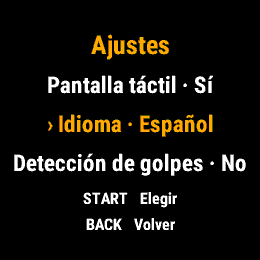 Ajustes
Pantalla táctil · Sí
› Idioma · Español
Detección de golpes · No
START Elegir
BACK Volver